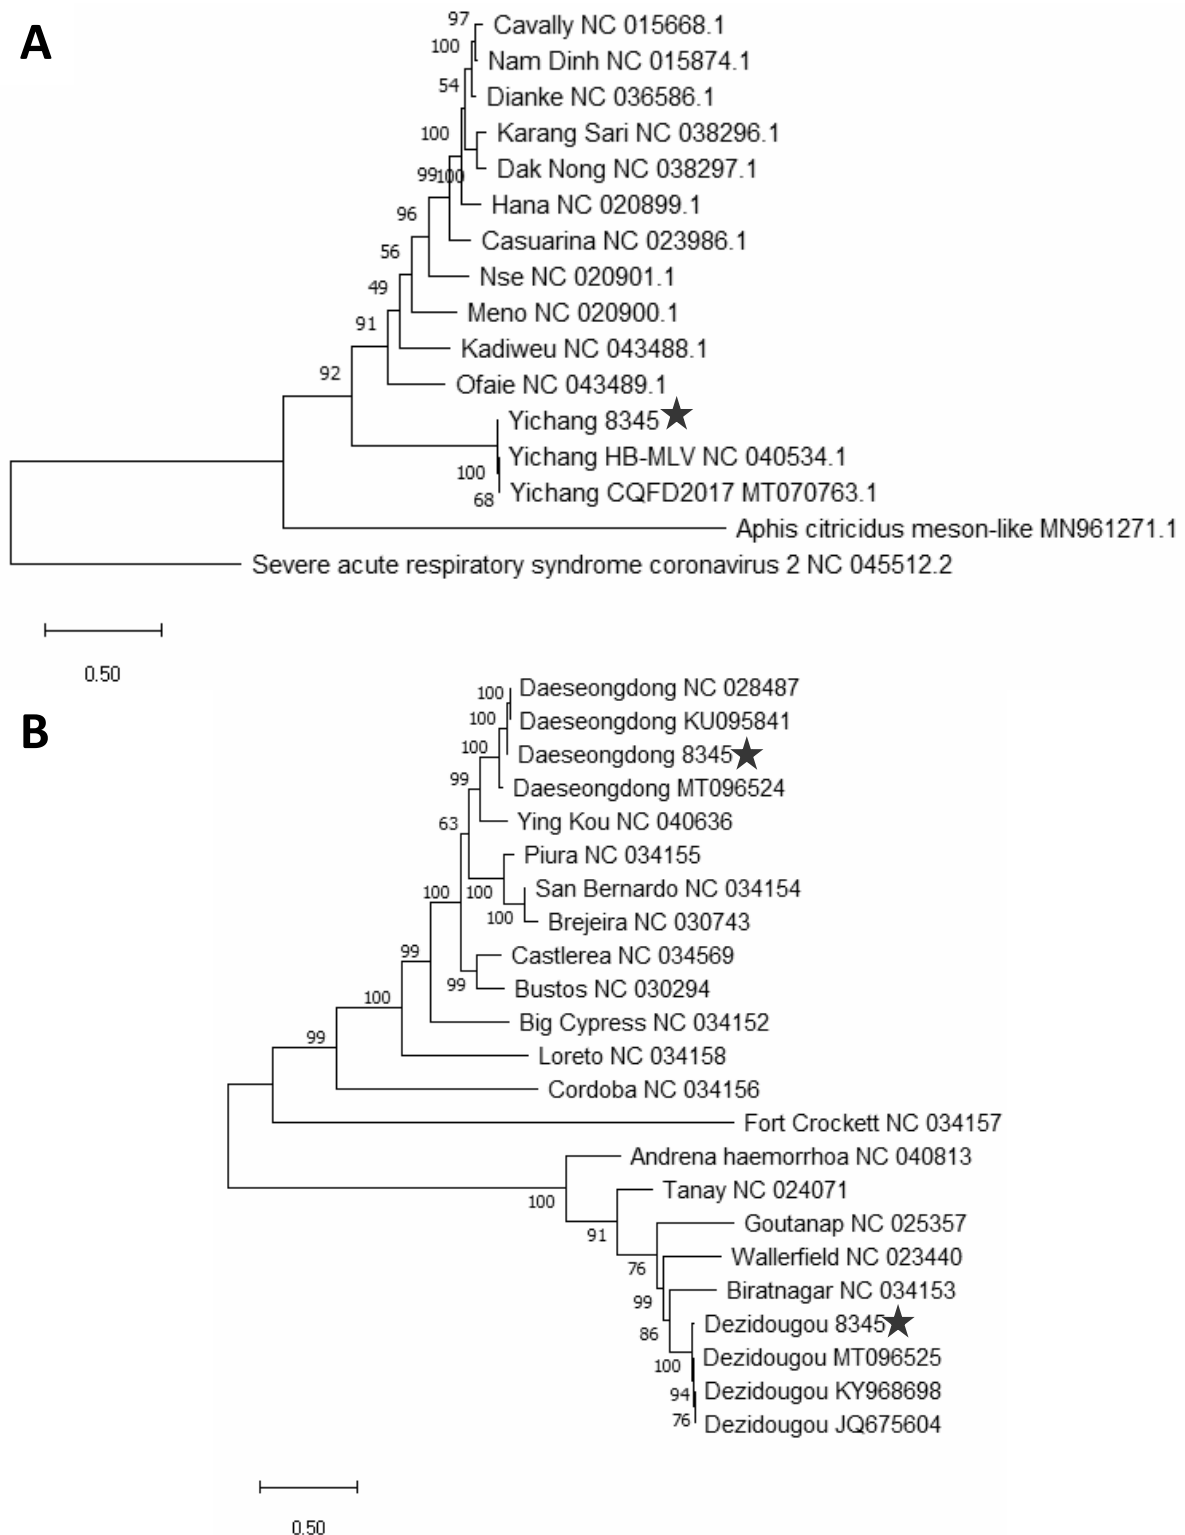 A
97
Cavally NC 015668.1
100
Nam Dinh NC 015874.1
54
Dianke NC 036586.1
100
Karang Sari NC 038296.1
99
100
Dak Nong NC 038297.1
Hana NC 020899.1
96
Casuarina NC 023986.1
56
Nse NC 020901.1
49
Meno NC 020900.1
91
Kadiweu NC 043488.1
92
Ofaie NC 043489.1
Yichang 8345
Yichang HB-MLV NC 040534.1
100
Yichang CQFD2017 MT070763.1
68
Aphis citricidus meson-like MN961271.1
Severe acute respiratory syndrome coronavirus 2 NC 045512.2
0.50
B
100
Daeseongdong NC 028487
100
Daeseongdong KU095841
100
Daeseongdong 8345
99
Daeseongdong MT096524
63
Ying Kou NC 040636
Piura NC 034155
100
100
San Bernardo NC 034154
100
Brejeira NC 030743
99
Castlerea NC 034569
99
Bustos NC 030294
100
Big Cypress NC 034152
99
Loreto NC 034158
Cordoba NC 034156
Fort Crockett NC 034157
Andrena haemorrhoa NC 040813
100
Tanay NC 024071
91
Goutanap NC 025357
76
Wallerfield NC 023440
99
Biratnagar NC 034153
86
Dezidougou 8345
100
Dezidougou MT096525
94
Dezidougou KY968698
76
Dezidougou JQ675604
0.50